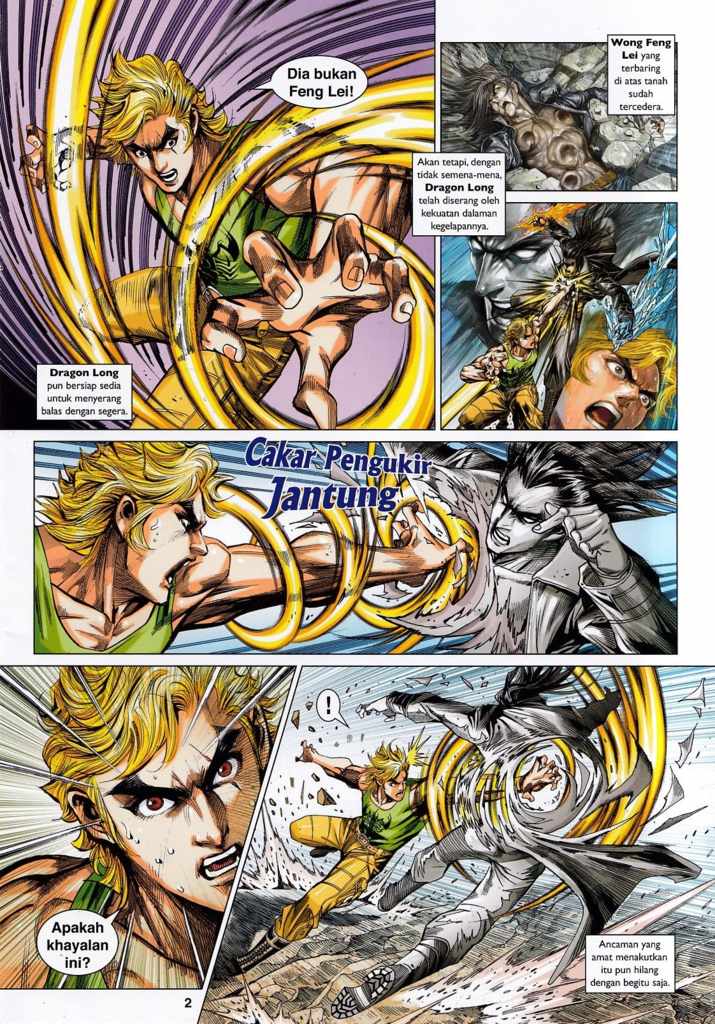 Dia bukan
Feng Lei!
Wong Feng
Lei yang
terbaring
di atas tanah
sudah
tercedera.
Akan tetapi, dengan
tidak semena-mena,
Dragon Long
telah diserang oleh
kekuatan dalaman
kegelapannya.
Dragon Long
pun bersiap sedia
untuk menyerang
balas dengan segera.
Cakar Pengukir
Jantung
!
Apakah
khayalan
ini?
Ancaman yang
amat menakutkan
itu pun hilang
dengan begitu saja.
2